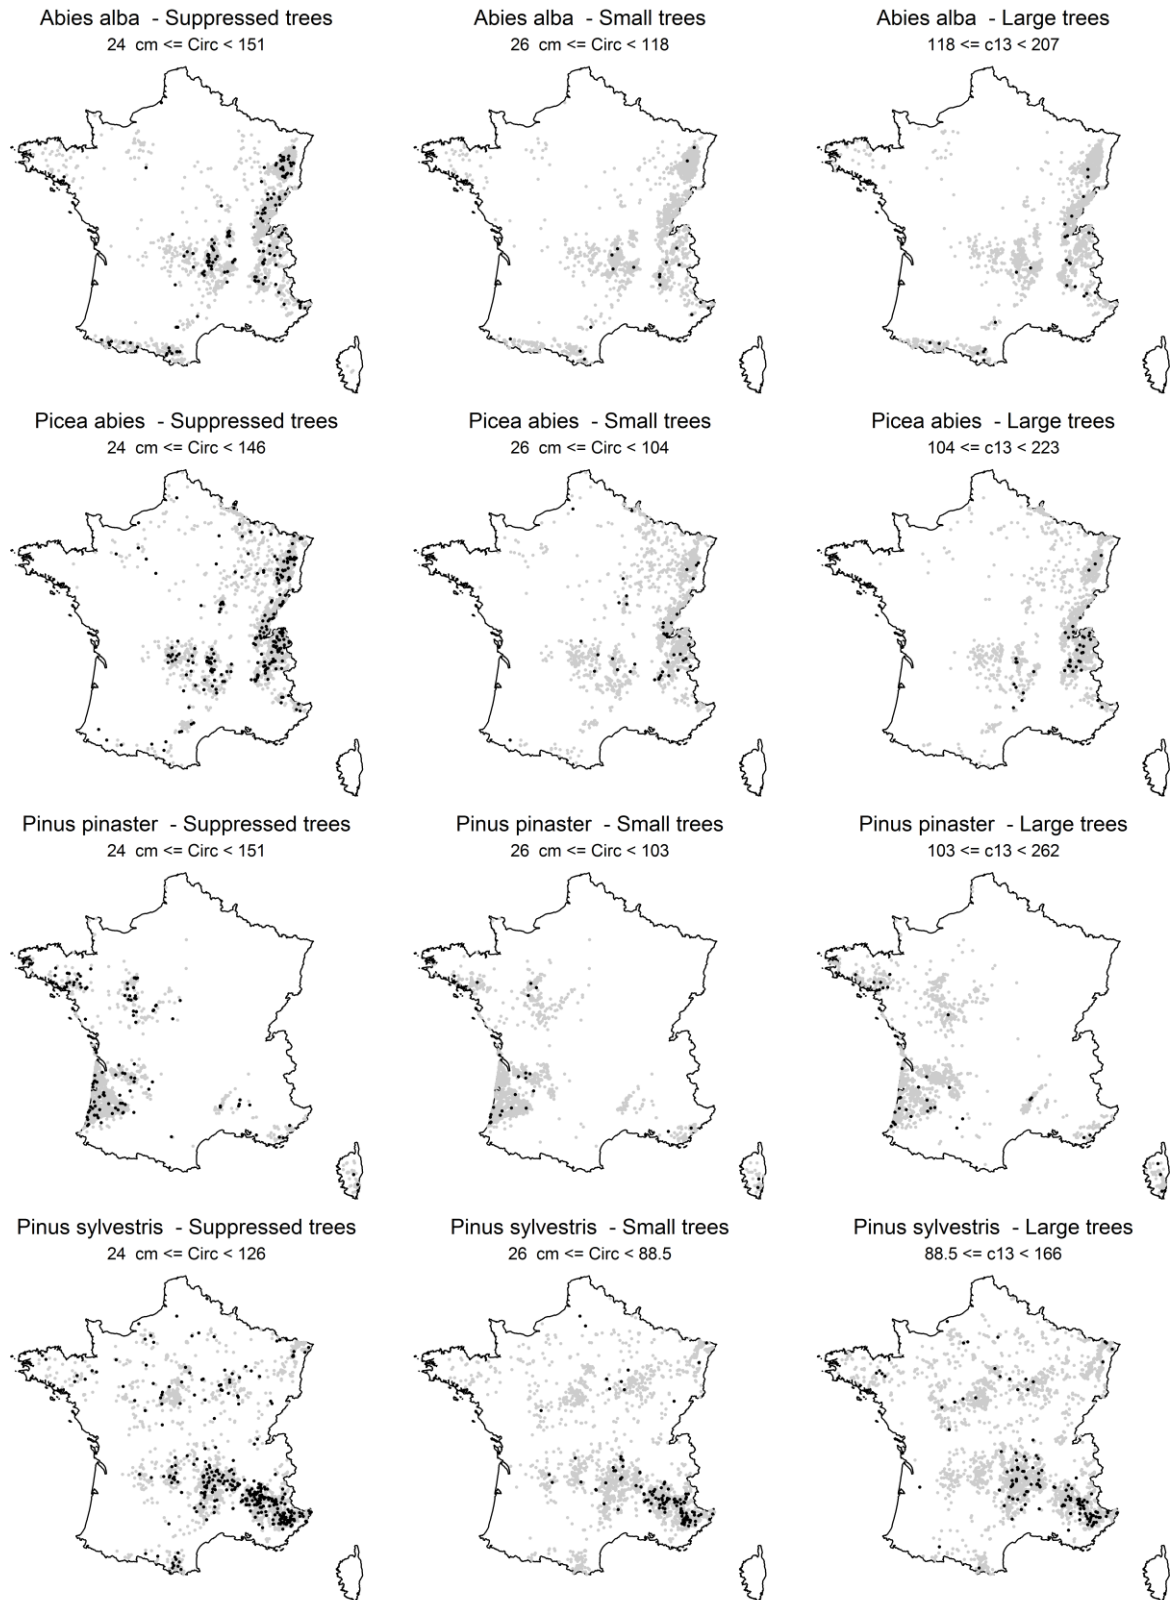 Abies alba  - Suppressed trees
24  cm <= Circ < 151
Abies alba  - Small trees
26  cm <= Circ < 118
Abies alba  - Large trees
118 <= c13 < 207
Picea abies  - Suppressed trees
24  cm <= Circ < 146
Picea abies  - Small trees
26  cm <= Circ < 104
Picea abies  - Large trees
104 <= c13 < 223
Pinus pinaster  - Suppressed trees
24  cm <= Circ < 151
Pinus pinaster  - Small trees
26  cm <= Circ < 103
Pinus pinaster  - Large trees
103 <= c13 < 262
Pinus sylvestris  - Suppressed trees
24  cm <= Circ < 126
Pinus sylvestris  - Small trees
26  cm <= Circ < 88.5
Pinus sylvestris  - Large trees
88.5 <= c13 < 166